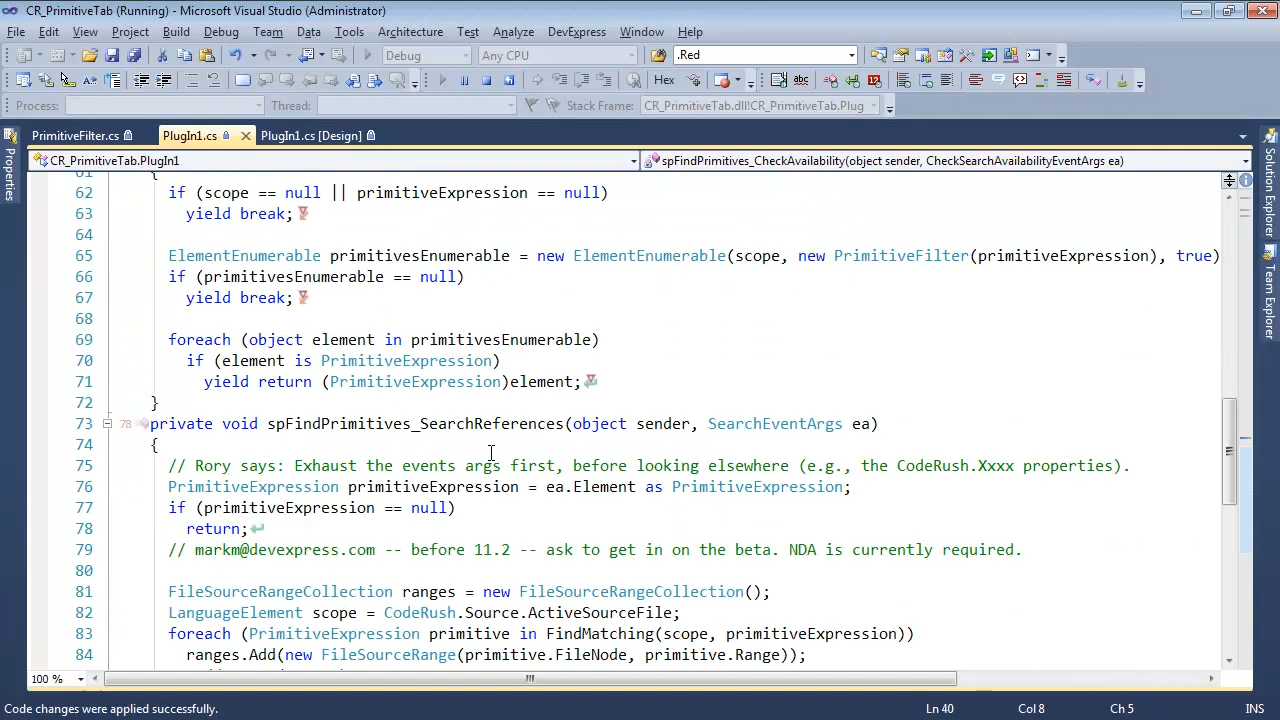 CR_PrimitiveTab (Running) - Microsoft Visual Studio (Administrator)
File Edit View Project Build Debug Team Data Tools Architecture Test Analyze DevExpress Window Help
Debug Any CPU .Red
Hex
Process: Thread: Stack Frame: CR_PrimitiveTab.dll!CR_PrimitiveTab.Plug
PrimitiveFilter.cs PlugIn1.cs PlugIn1.cs [Design]
CR_PrimitiveTab.PlugIn1 spFindPrimitives_CheckAvailability(object sender, CheckSearchAvailabilityEventArgs ea)
Properties
Solution Explorer
Team Explorer
61 {
62 if (scope == null || primitiveExpression == null)
63 yield break;
64
65 ElementEnumerable primitivesEnumerable = new ElementEnumerable(scope, new PrimitiveFilter(primitiveExpression), true)
66 if (primitivesEnumerable == null)
67 yield break;
68
69 foreach (object element in primitivesEnumerable)
70 if (element is PrimitiveExpression)
71 yield return (PrimitiveExpression)element;
72 }
73 78 private void spFindPrimitives_SearchReferences(object sender, SearchEventArgs ea)
74 {
75 // Rory says: Exhaust the events args first, before looking elsewhere (e.g., the CodeRush.Xxxx properties).
76 PrimitiveExpression primitiveExpression = ea.Element as PrimitiveExpression;
77 if (primitiveExpression == null)
78 return;
79 // markm@devexpress.com -- before 11.2 -- ask to get in on the beta. NDA is currently required.
80
81 FileSourceRangeCollection ranges = new FileSourceRangeCollection();
82 LanguageElement scope = CodeRush.Source.ActiveSourceFile;
83 foreach (PrimitiveExpression primitive in FindMatching(scope, primitiveExpression))
84 ranges.Add(new FileSourceRange(primitive.FileNode, primitive.Range));
100 %
Code changes were applied successfully. Ln 40 Col 8 Ch 5 INS